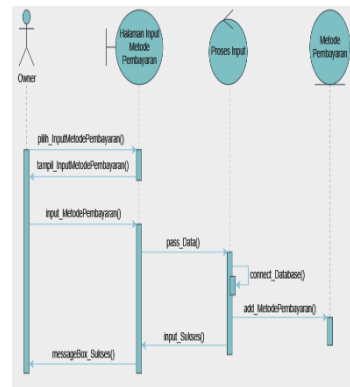 Halaman Input
Metode
Pembayaran
Proses Input
Metode
Pembayaran
Owner
pilih_InputMetodePembayaran()
tampil_InputMetodePembayaran()
input_MetodePembayaran()
pass_Data()
connect_Database()
add_MetodePembayaran()
input_Sukses()
messageBox_Sukses()